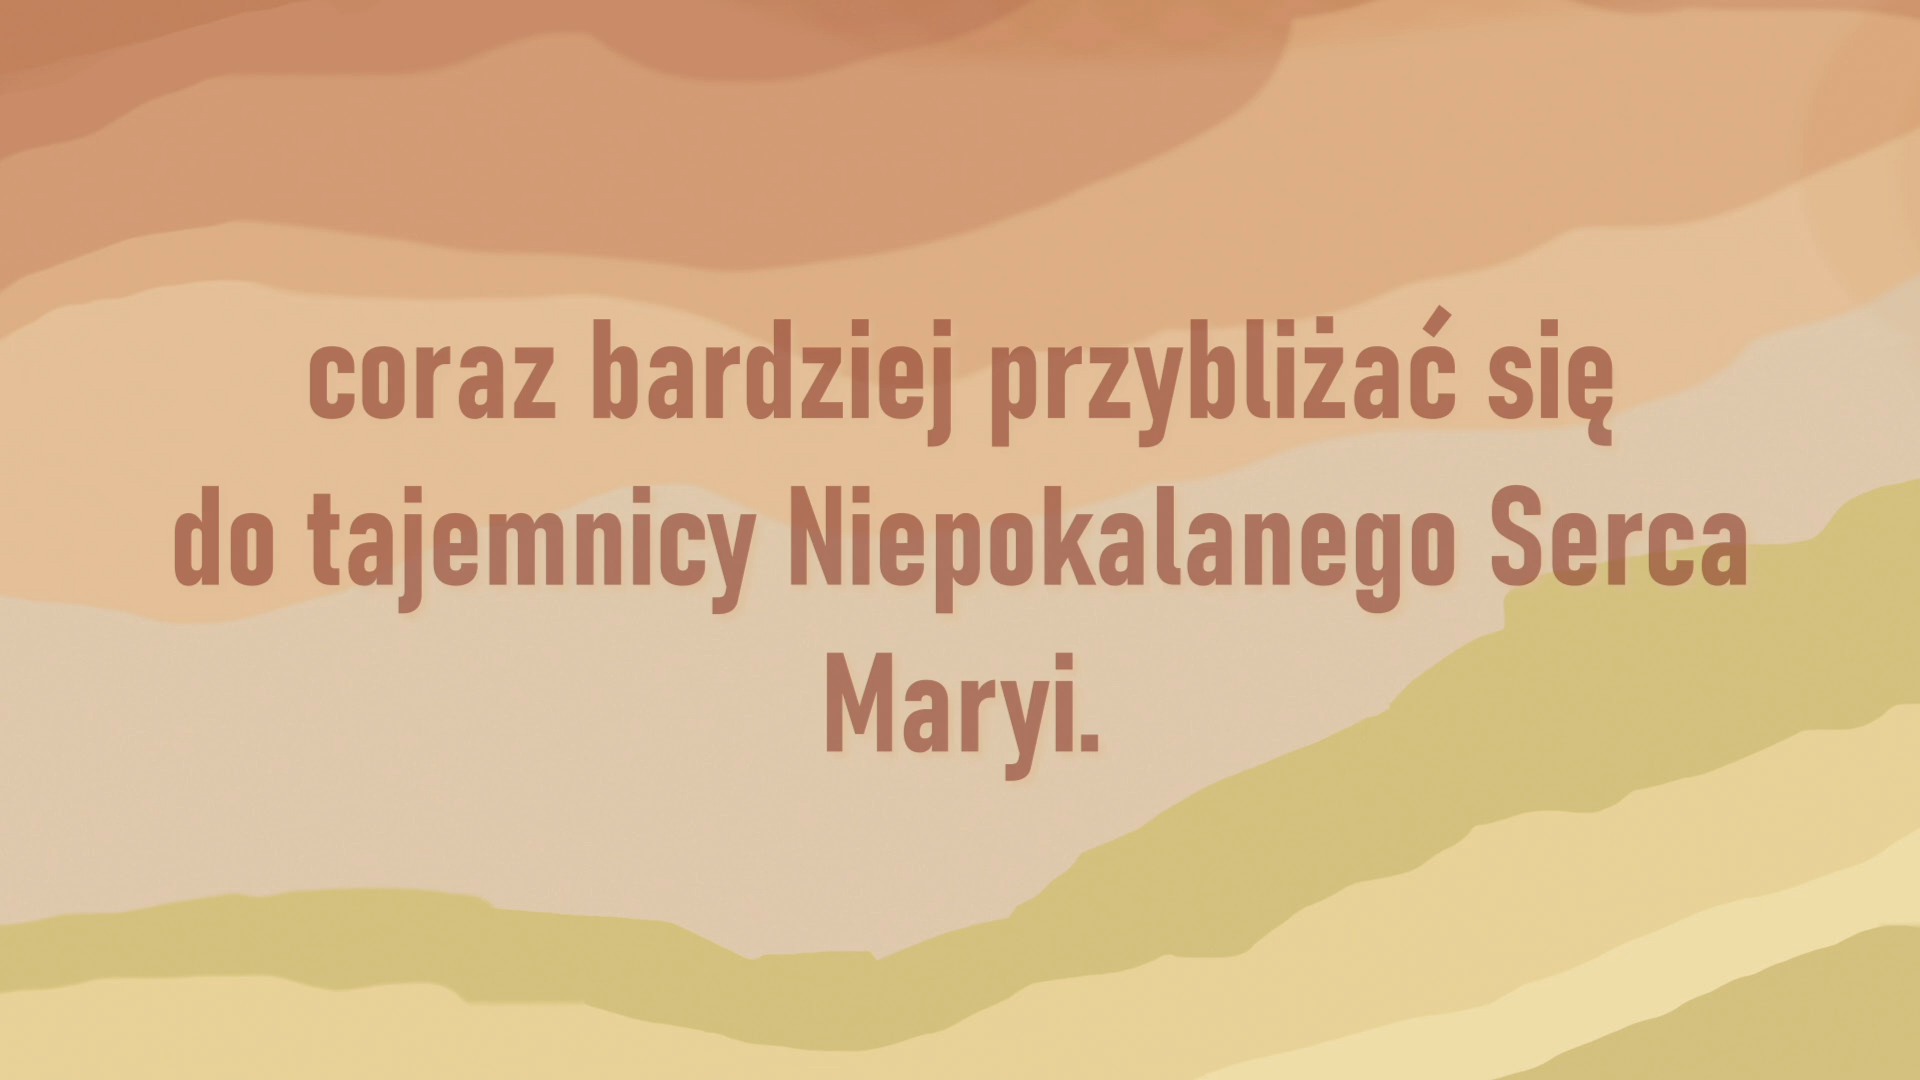 coraz bardziej przybliżać się
do tajemnicy Niepokalanego Serca
Maryi.